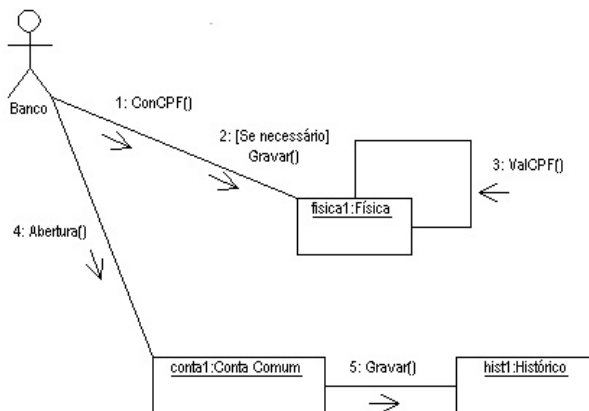 Banco
1: ConCPF()
2: [Se necessário]
Gravar()
3: ValCPF()
fisica1:Física
4: Abertura()
conta1:Conta Comum
5: Gravar()
hist1:Histórico